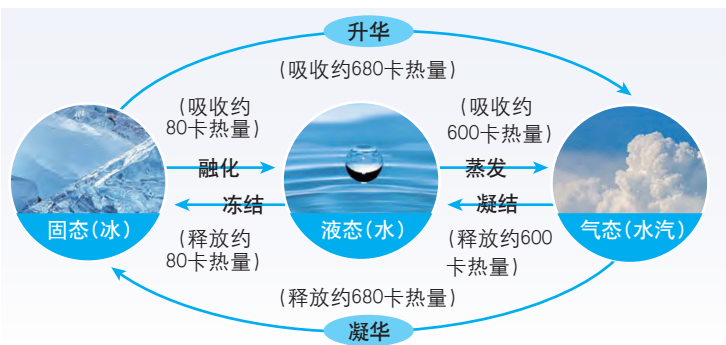 升华
(吸收约680卡热量)
(吸收约
80卡热量)
融化
冻结
(释放约
80卡热量)
(吸收约
600卡热量)
蒸发
凝结
(释放约600
卡热量)
固态(冰)
液态(水)
气态(水汽)
(释放约680卡热量)
凝华